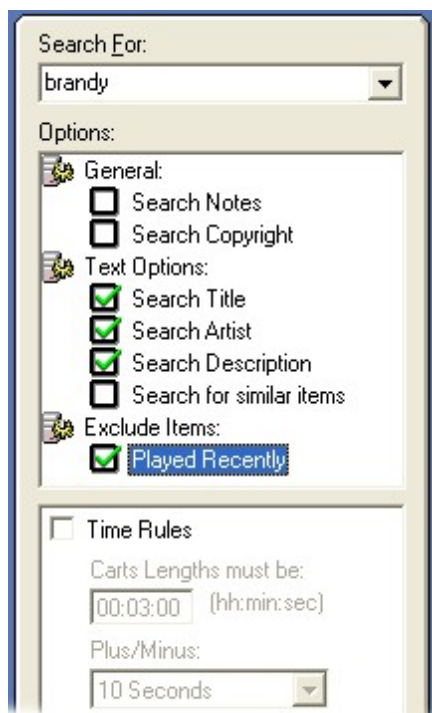 Search For:
brandy
Options:
General:
Search Notes
Search Copyright
Text Options:
Search Title
Search Artist
Search Description
Search for similar items
Exclude Items:
Played Recently
Time Rules
Carts Lengths must be:
00:03:00 (hh:min:sec)
Plus/Minus:
10 Seconds